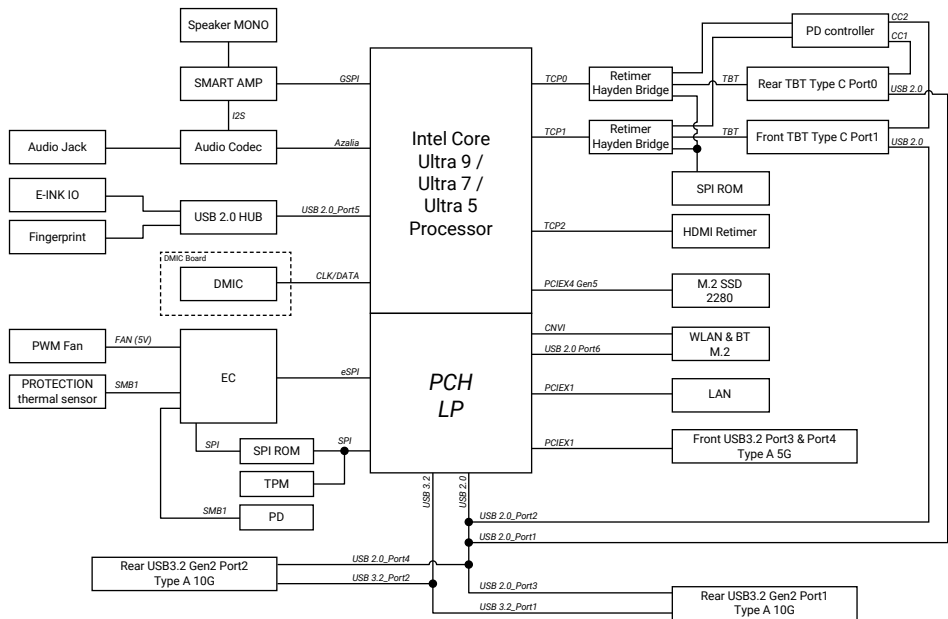 Speaker MONO
SMART AMP
GSPI
I2S
Audio Jack
Audio Codec
Azalia
E-INK IO
Fingerprint
USB 2.0 HUB
USB 2.0_Port5
DMIC Board
DMIC
CLK/DATA
PWM Fan
FAN (5V)
PROTECTION
thermal sensor
SMB1
EC
eSPI
SPI
SPI ROM
SPI
TPM
SMB1
PD
Intel Core
Ultra 9 /
Ultra 7 /
Ultra 5
Processor
PCH
LP
TCP0
Retimer
Hayden Bridge
TBT
PD controller
CC2
CC1
Rear TBT Type C Port0
USB 2.0
TCP1
Retimer
Hayden Bridge
TBT
Front TBT Type C Port1
USB 2.0
SPI ROM
TCP2
HDMI Retimer
PCIEX4 Gen5
M.2 SSD
2280
CNVI
USB 2.0 Port6
WLAN & BT
M.2
PCIEX1
LAN
PCIEX1
Front USB3.2 Port3 & Port4
Type A 5G
USB 3.2
USB 2.0
USB 2.0_Port2
USB 2.0_Port1
Rear USB3.2 Gen2 Port2
Type A 10G
USB 2.0_Port4
USB 3.2_Port2
USB 2.0_Port3
USB 3.2_Port1
Rear USB3.2 Gen2 Port1
Type A 10G